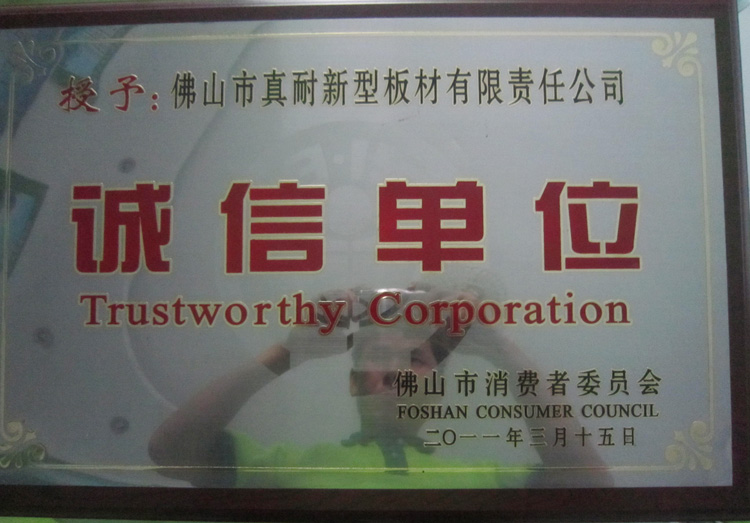 授予：佛山市真耐新型板材有限责任公司
诚信单位
Trustworthy Corporation
佛山市消费者委员会
FOSHAN CONSUMER COUNCIL
二〇一一年三月十五日